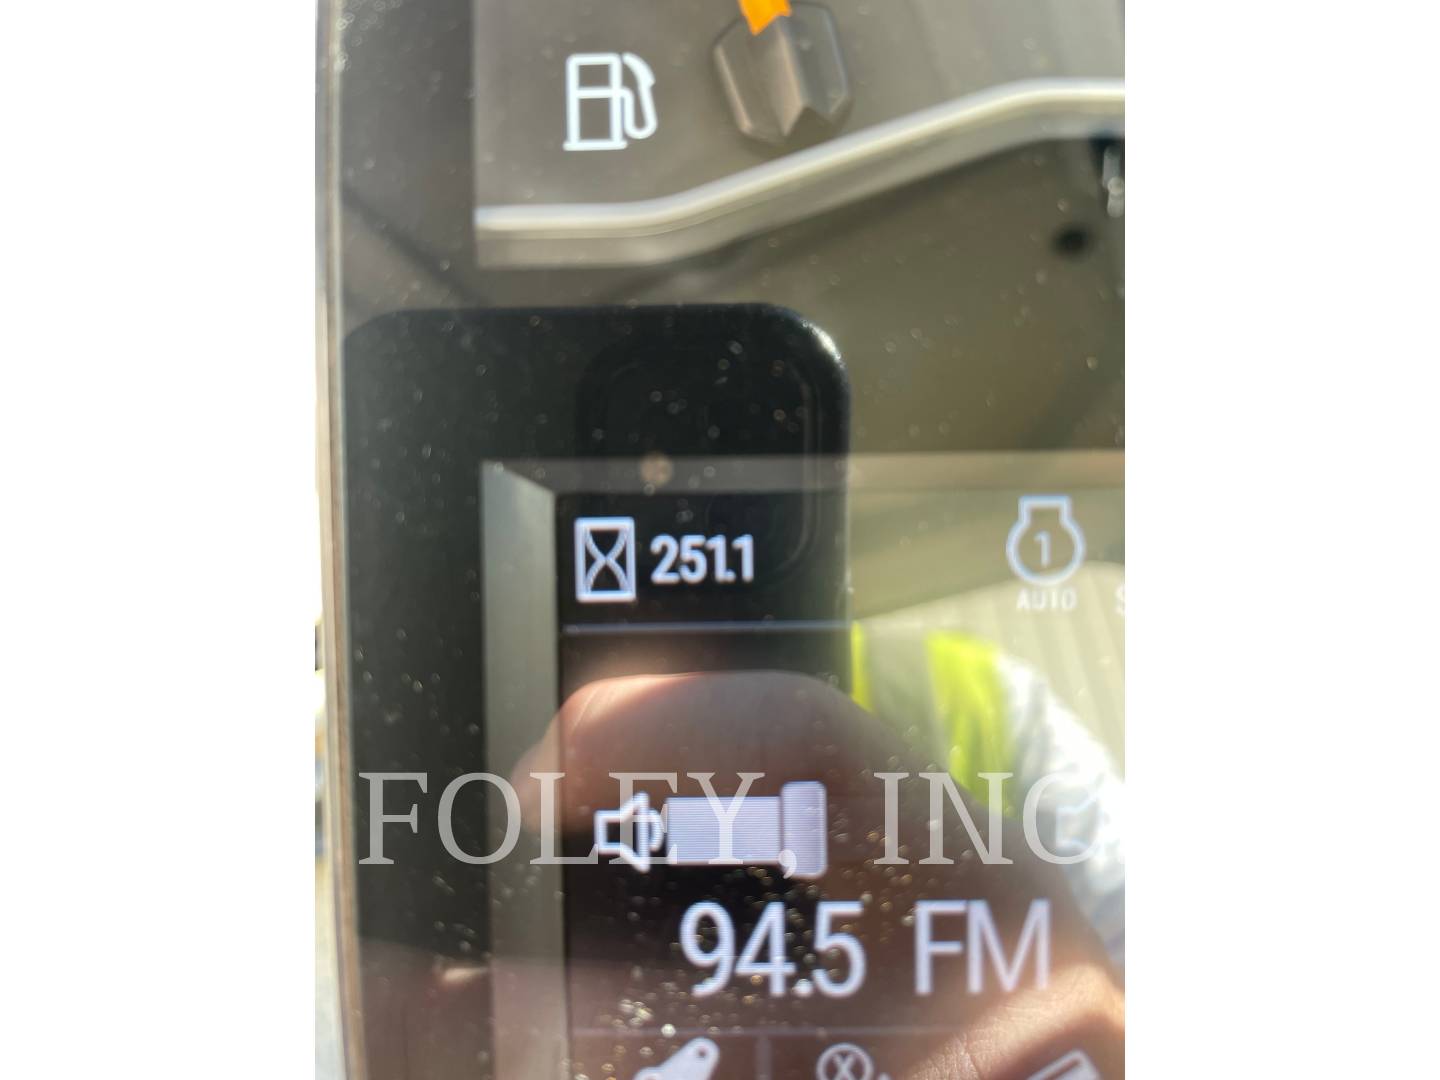 251.1
1
AUTO
FOLEY, INC.
94.5 FM